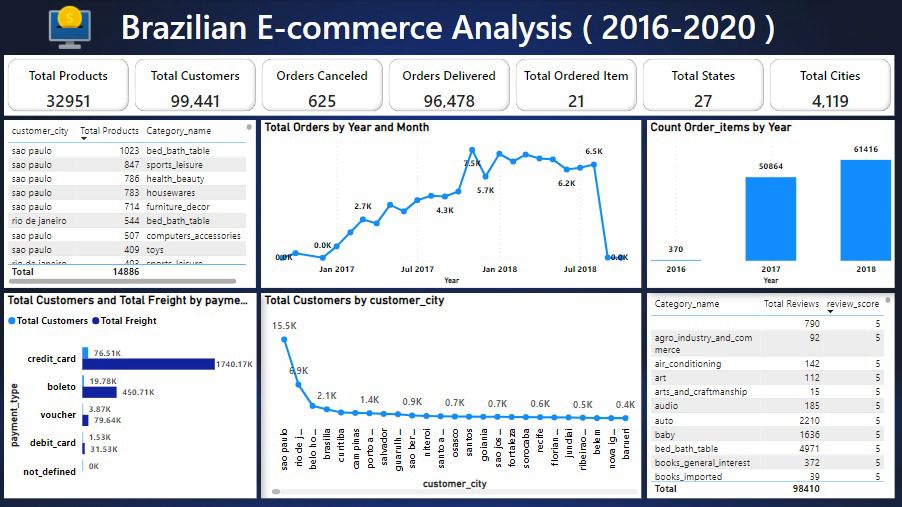 Brazilian E-commerce Analysis ( 2016-2020 )
Total Products
32951
Total Customers
99,441
Orders Canceled
625
Orders Delivered
96,478
Total Ordered Item
21
Total States
27
Total Cities
4,119
customer_city Total Products Category_name
sao paulo 1023 bed_bath_table
sao paulo 847 sports_leisure
sao paulo 786 health_beauty
sao paulo 783 housewares
sao paulo 714 furniture_decor
rio de janeiro 544 bed_bath_table
sao paulo 507 computers_accessories
sao paulo 409 toys
rio de janeiro 403 sports_leisure
Total 14886
Total Orders by Year and Month
0.0K
0.0K
2.7K
4.3K
7.5K
5.7K
6.2K
6.5K
0.0K
Jan 2017 Jul 2017 Jan 2018 Jul 2018
Year
Count Order_items by Year
370
50864
61416
2016 2017 2018
Year
Total Customers and Total Freight by payme...
Total Customers Total Freight
payment_type
credit_card 76.51K
1740.17K
boleto 19.78K
450.71K
voucher 3.87K
79.64K
debit_card 1.53K
31.53K
not_defined 0K
Total Customers by customer_city
15.5K
6.9K
2.1K
1.4K
0.9K
0.7K
0.7K
0.6K
0.5K
0.4K
sao paulo
rio de j...
belo ho...
brasilia
curitiba
campinas
porto a...
salvador
guarulh...
sao ber...
niteroi
santo a...
osasco
santos
goiania
sao jos...
fortaleza
sorocaba
recife
florian...
jundiai
ribeirao...
belem
nova ig...
barueri
customer_city
Category_name Total Reviews review_score
790 5
agro_industry_and_com 92 5
merce
air_conditioning 142 5
art 112 5
arts_and_craftmanship 15 5
audio 185 5
auto 2210 5
baby 1636 5
bed_bath_table 4971 5
books_general_interest 372 5
books_imported 39 5
Total 98410